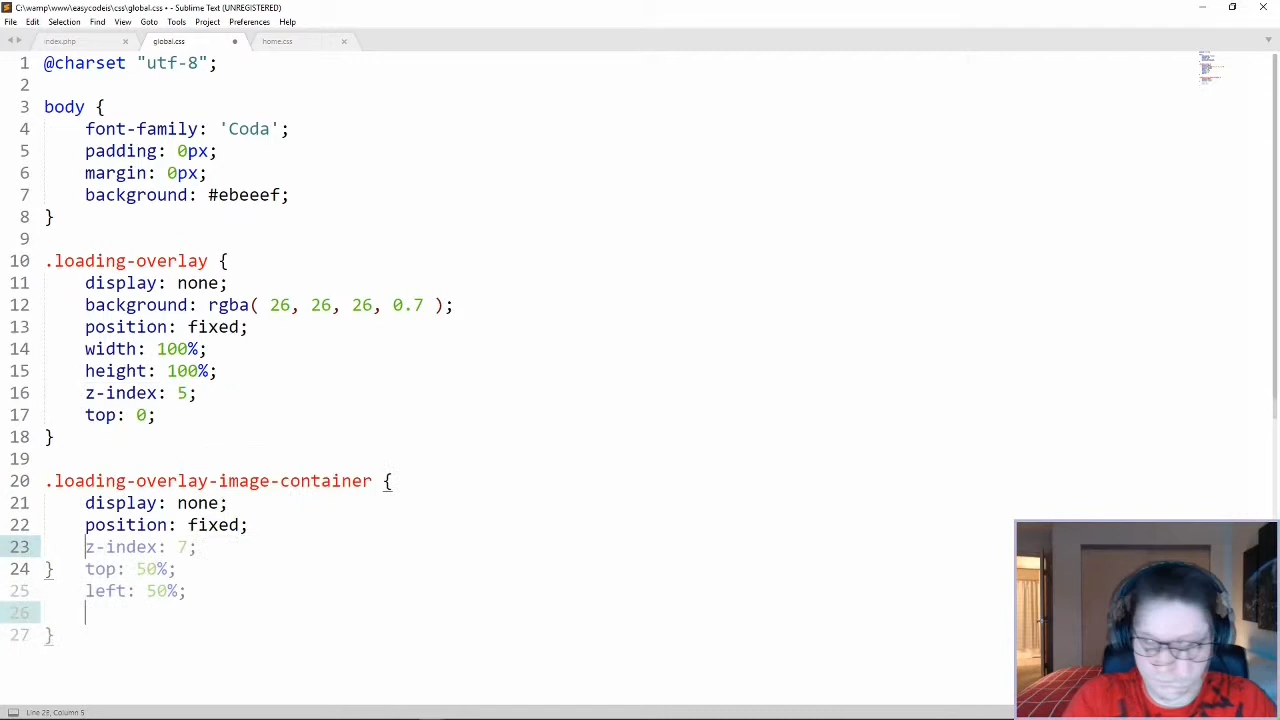 C:\wamp\www\easycodeis\css\global.css • - Sublime Text (UNREGISTERED)
File Edit Selection Find View Goto Tools Project Preferences Help
index.php global.css home.css
1 @charset "utf-8";
2
3 body {
4 font-family: 'Coda';
5 padding: 0px;
6 margin: 0px;
7 background: #ebeeef;
8 }
9
10 .loading-overlay {
11 display: none;
12 background: rgba( 26, 26, 26, 0.7 );
13 position: fixed;
14 width: 100%;
15 height: 100%;
16 z-index: 5;
17 top: 0;
18 }
19
20 .loading-overlay-image-container {
21 display: none;
22 position: fixed;
23 z-index: 7;
24 } top: 50%;
25 left: 50%;
26
27 }
Column 5